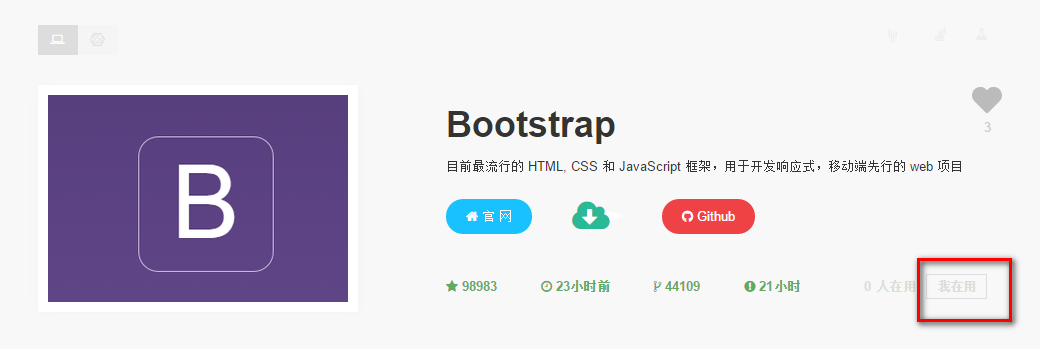 B
3
Bootstrap
目前最流行的 HTML, CSS 和 JavaScript 框架，用于开发响应式，移动端先行的 web 项目
官网
Github
98983
23小时前
44109
21小时
0 人在用
我在用